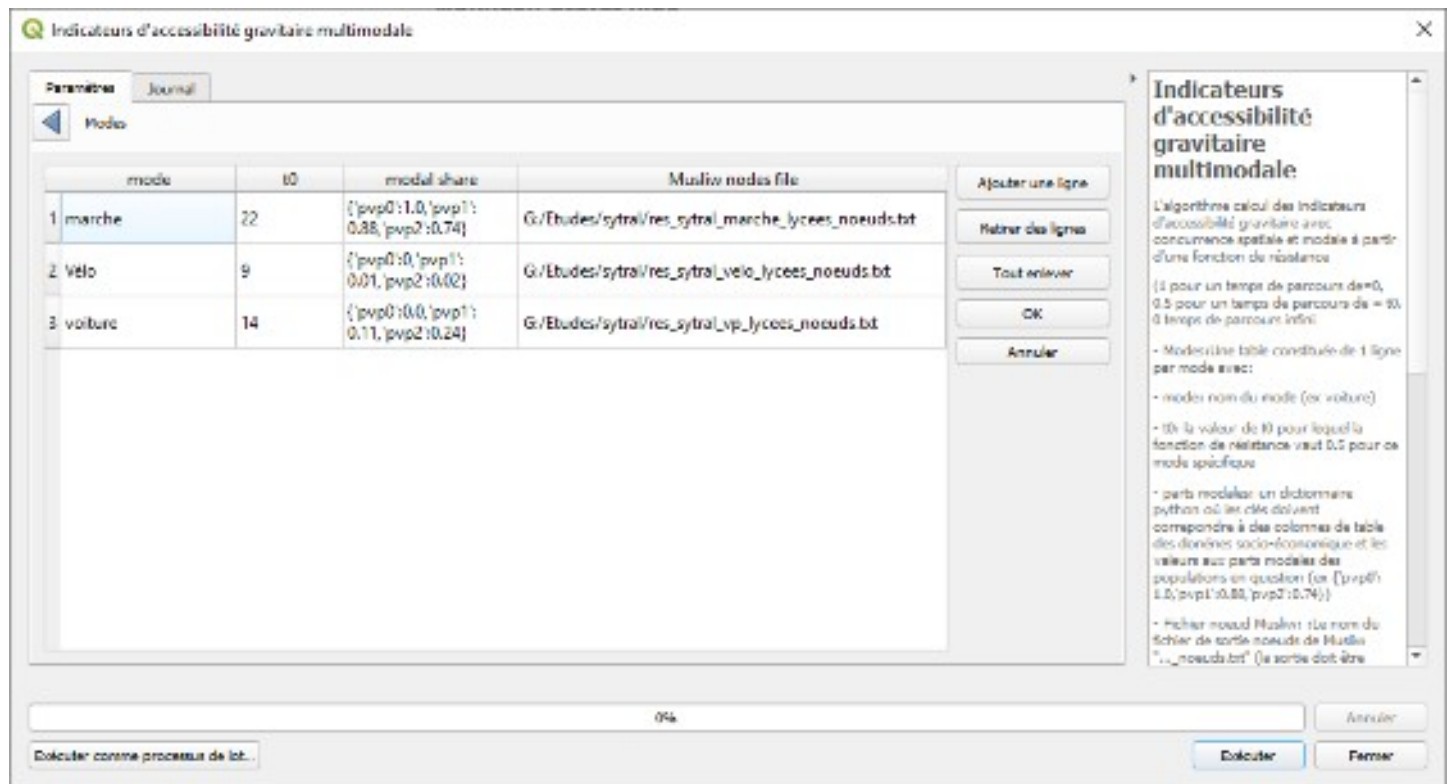 Indicateurs d'accessibilité gravitaire multimodale
Paramètres
Journal
Modes
mode
t0
modal share
Musliw nodes file
1 marche
22
{'pvp0':1.0,'pvp1':
0.88,'pvp2':0.74}
G:/Etudes/sytral/res_sytral_marche_lycees_noeuds.txt
2 Vélo
9
{'pvp0':0,'pvp1':
0.01,'pvp2':0.02}
G:/Etudes/sytral/res_sytral_velo_lycees_noeuds.txt
3 voiture
14
{'pvp0':0.0,'pvp1':
0.11,'pvp2':0.24}
G:/Etudes/sytral/res_sytral_vp_lycees_noeuds.txt
Ajouter une ligne
Retirer des lignes
Tout enlever
OK
Annuler
Indicateurs
d'accessibilité
gravitaire
multimodale
L'algorithme calcul des indicateurs
d'accessibilité gravitaire avec
concurrence spatiale et modale à partir
d'une fonction de résistance
(1 pour un temps de parcours de=0,
0.5 pour un temps de parcours de = t0,
0 temps de parcours infini
- Modes:Une table constituée de 1 ligne
par mode avec:
- mode: nom du mode (ex voiture)
- t0: la valeur de t0 pour lequel la
fonction de résistance vaut 0.5 pour ce
mode spécifique
- parts modales: un dictionnaire
python où les clés doivent
correpondre à des colonnes de table
des données socio-économique et les
valeurs aux parts modales des
populations en question (ex {'pvp0':
1.0,'pvp1':0.88,'pvp2':0.74})
- Fichier noeud Musliw: :Le nom du
fichier de sortie noeuds de Musliw
"..._noeuds.txt" (la sortie doit être
0%
Annuler
Exécuter comme processus de lot...
Exécuter
Fermer